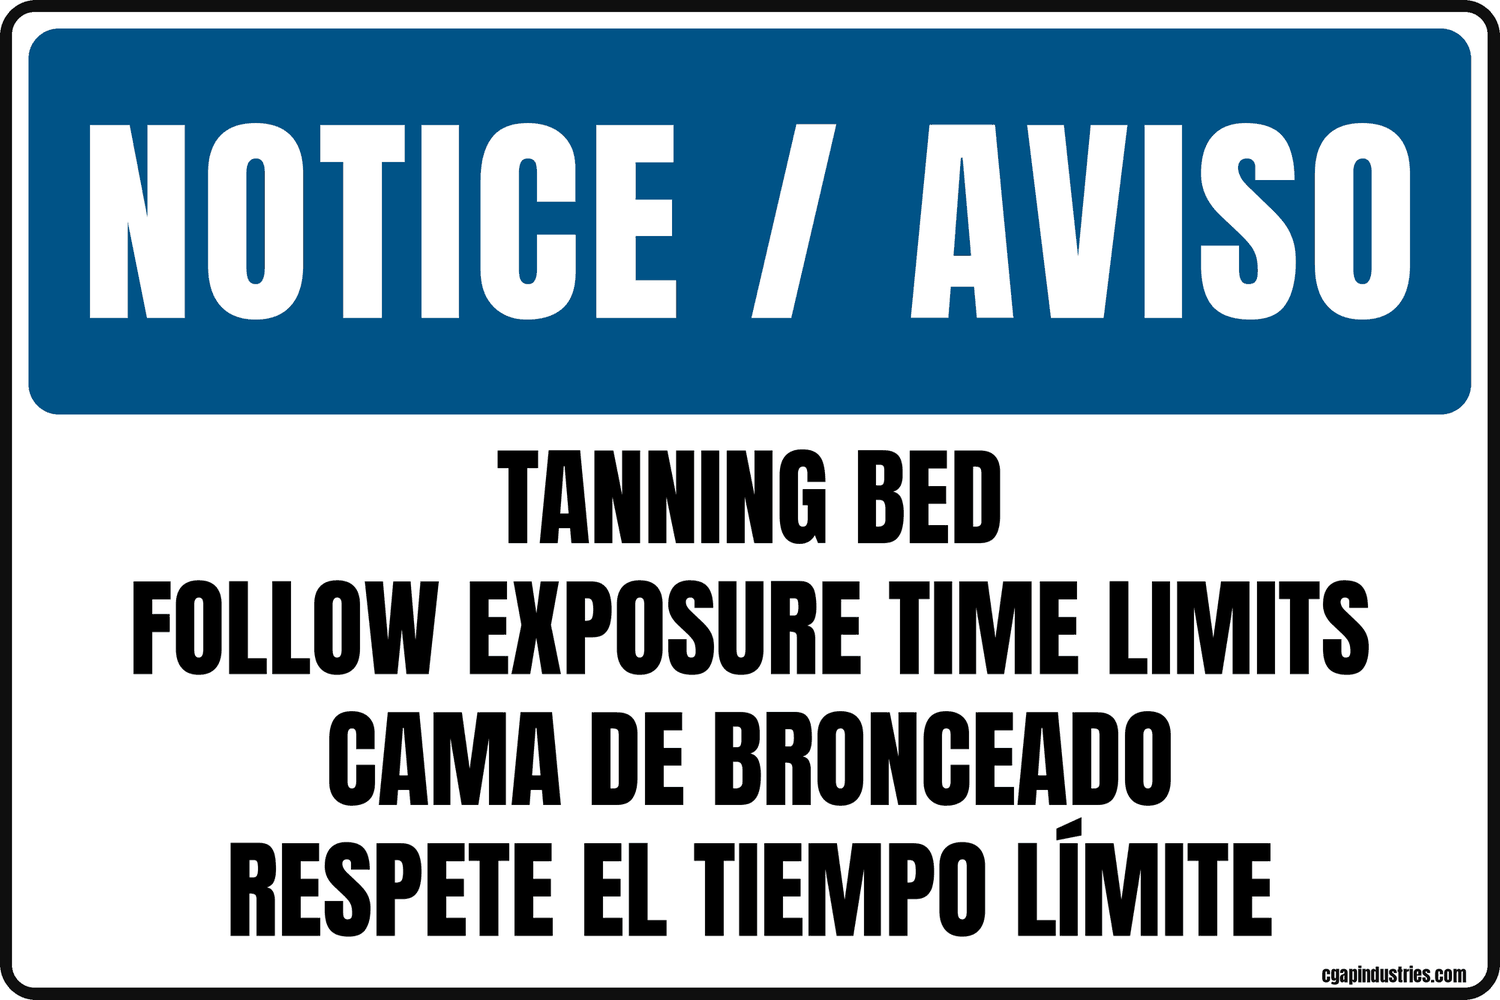 NOTICE / AVISO
TANNING BED
FOLLOW EXPOSURE TIME LIMITS
CAMA DE BRONCEADO
RESPETE EL TIEMPO LÍMITE
cgapindustries.com